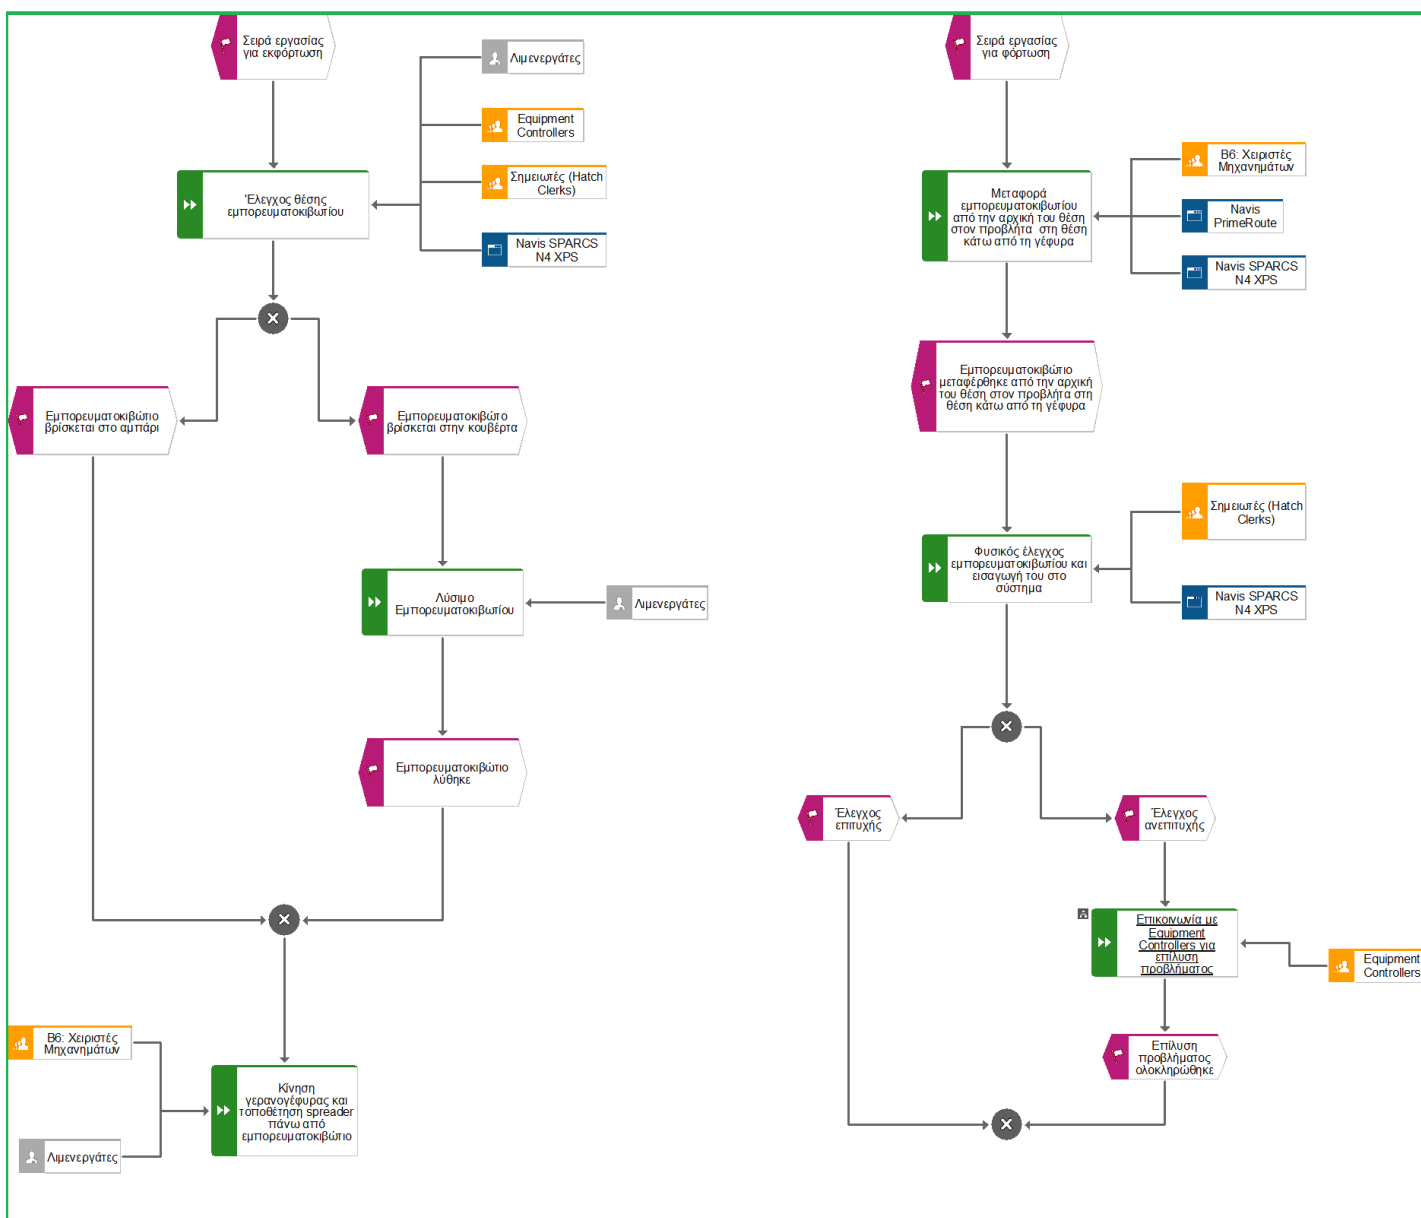 Σειρά εργασίας
για εκφόρτωση
Λιμενεργάτες
Equipment
Controllers
Σημειωτές (Hatch
Clerks)
Navis SPARCS
N4 XPS
Έλεγχος θέσης
εμπορευματοκιβωτίου
Εμπορευματοκιβώτιο
βρίσκεται στο αμπάρι
Εμπορευματοκιβώτο
βρίσκεται στην κουβέρτα
Λύσιμο
Εμπορευματοκιβωτίου
Λιμενεργάτες
Εμπορευματοκιβώτιο
λύθηκε
Β6: Χειριστές
Μηχανημάτων
Λιμενεργάτες
Κίνηση
γερανογέφυρας και
τοποθέτηση spreader
πάνω από
εμπορευματοκιβώτιο
Σειρά εργασίας
για φόρτωση
Β6: Χειριστές
Μηχανημάτων
Navis
PrimeRoute
Navis SPARCS
N4 XPS
Μεταφορά
εμπορευματοκιβωτίου
από την αρχική του θέση
στον προβλήτα στη θέση
κάτω από τη γέφυρα
Εμπορευματοκιβώτιο
μεταφέρθηκε από την αρχική
του θέση στον προβλήτα στη
θέση κάτω από τη γέφυρα
Σημειωτές (Hatch
Clerks)
Navis SPARCS
N4 XPS
Φυσικός έλεγχος
εμπορευματοκιβωτίου και
εισαγωγή του στο
σύστημα
Έλεγχος
επιτυχής
Έλεγχος
ανεπιτυχής
Επικοινωνία με
Equipment
Controllers για
επίλυση
προβλήματος
Equipment
Controllers
Επίλυση
προβλήματος
ολοκληρώθηκε